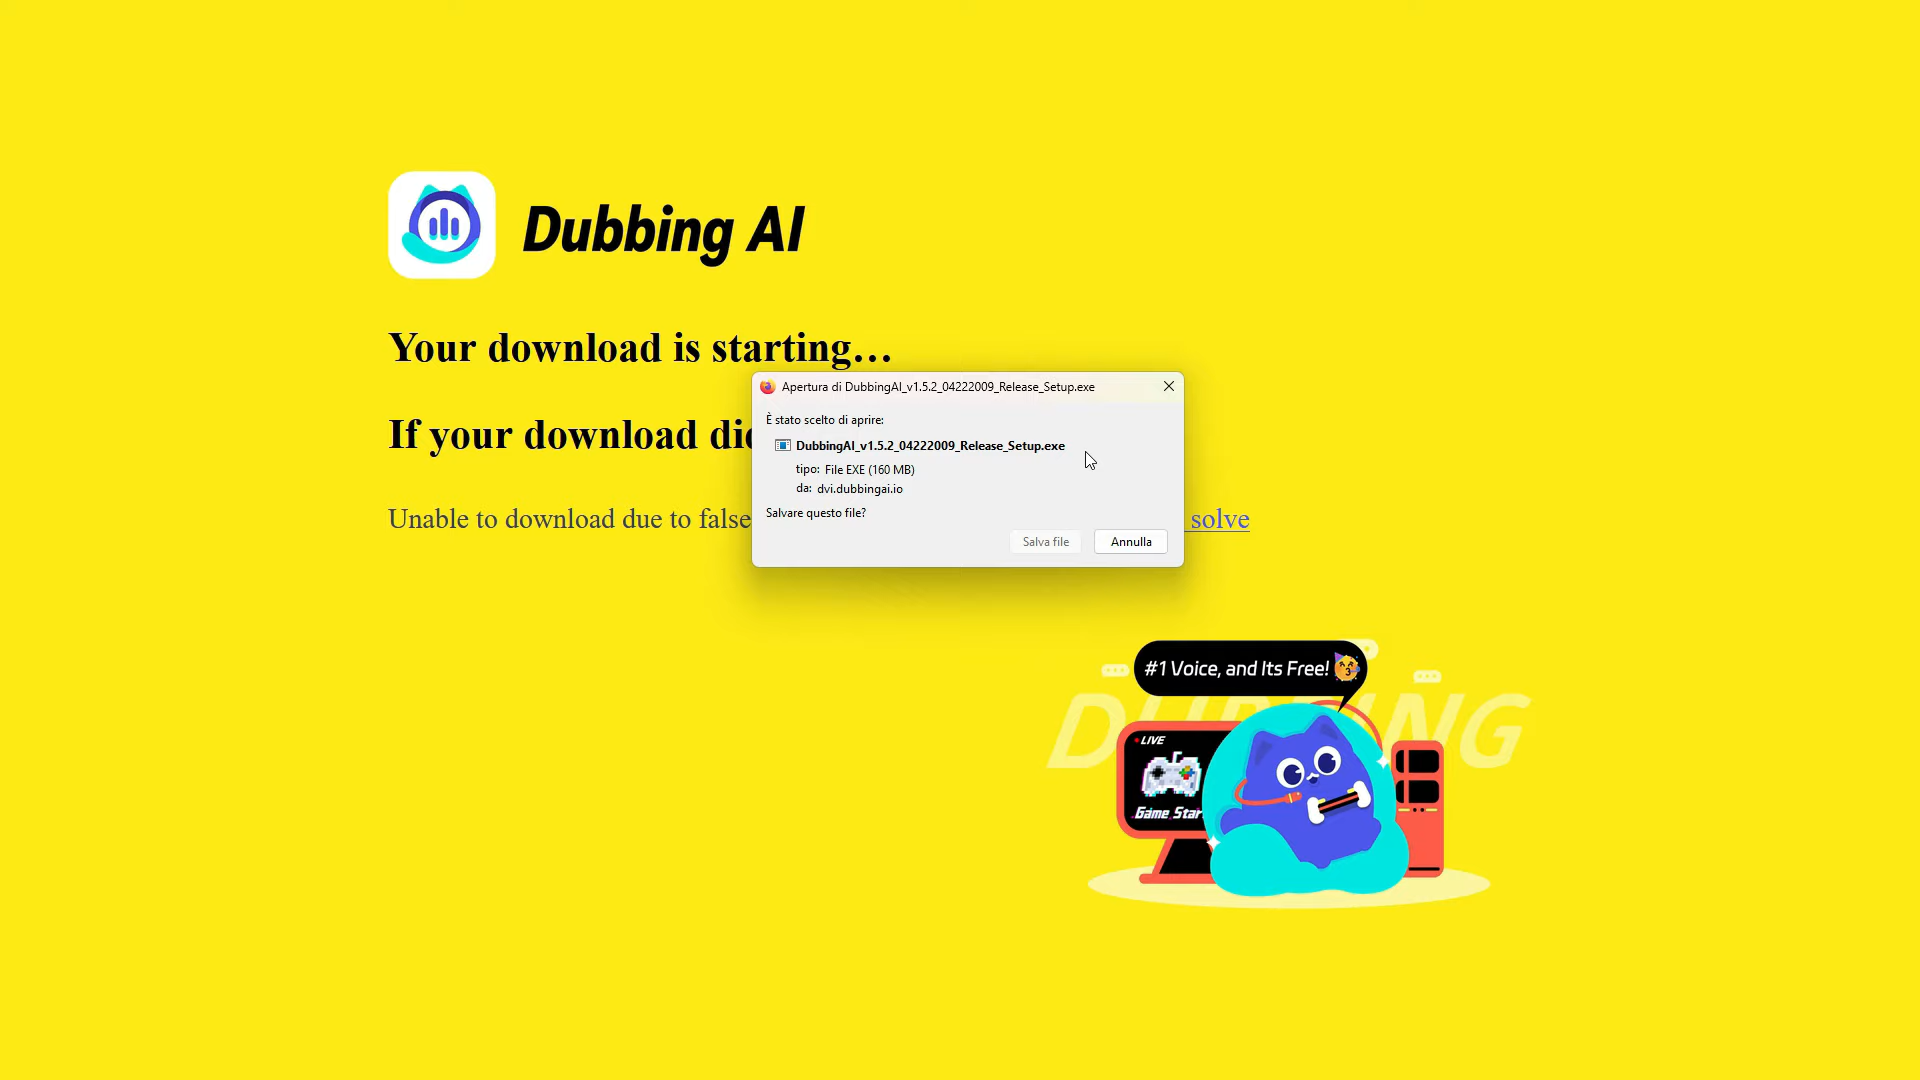 Dubbing AI
Your download is starting…
Apertura di DubbingAI_v1.5.2_04222009_Release_Setup.exe
È stato scelto di aprire:
If your download
DubbingAI_v1.5.2_04222009_Release_Setup.exe
tipo: File EXE (160 MB)
da: dvi.dubbingai.io
Salvare questo file?
Unable to download due to false
solve
Salva file
Annulla
#1 Voice, and Its Free!
LIVE
Game